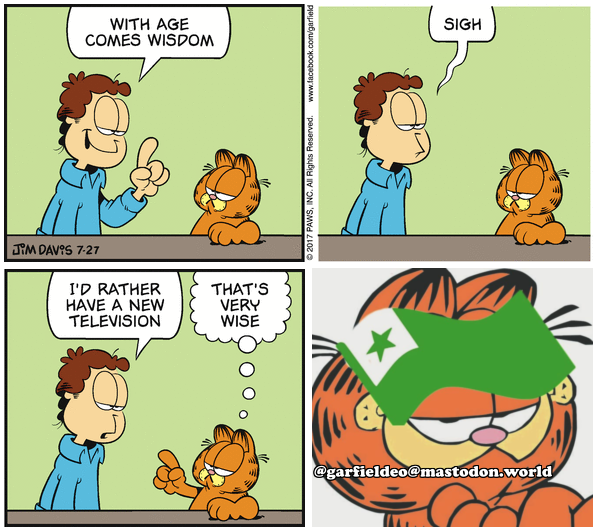 WITH AGE
COMES WISDOM
JIM DAVIS 7-27
© 2017 PAWS, INC. All Rights Reserved. www.facebook.com/garfield
SIGH
I'D RATHER
HAVE A NEW
TELEVISION
THAT'S
VERY
WISE
@garfieldeo@mastodon.world